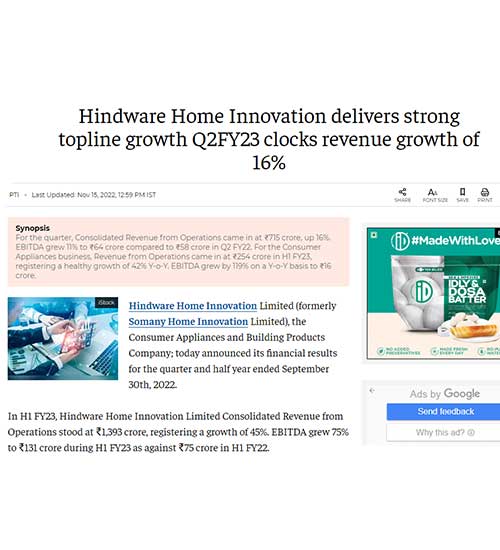 Hindware Home Innovation delivers strong
topline growth Q2FY23 clocks revenue growth of
16%
PTI • Last Updated: Nov 15, 2022, 12:59 PM IST
SHARE FONT SIZE SAVE PRINT
Synopsis
For the quarter, Consolidated Revenue from Operations came in at ₹715 crore, up 16%.
EBITDA grew 11% to ₹64 crore compared to ₹58 crore in Q2 FY22. For the Consumer
Appliances business, Revenue from Operations came in at ₹254 crore in H1 FY23,
registering a healthy growth of 42% Y-o-Y. EBITDA grew by 119% on a Y-o-Y basis to ₹16
crore.
iStock
Hindware Home Innovation Limited (formerly
Somany Home Innovation Limited), the
Consumer Appliances and Building Products
Company; today announced its financial results
for the quarter and half year ended September
30th, 2022.
In H1 FY23, Hindware Home Innovation Limited Consolidated Revenue from
Operations stood at ₹1,393 crore, registering a growth of 45%. EBITDA grew 75%
to ₹131 crore during H1 FY23 as against ₹75 crore in H1 FY22.
iD #MadeWithLove
iD
IDLY &
DOSA
BATTER
NO ADDED
PRESERVATIVES
MADE FRESH
EVERY DAY
Ads by Google
Send feedback
Why this ad?